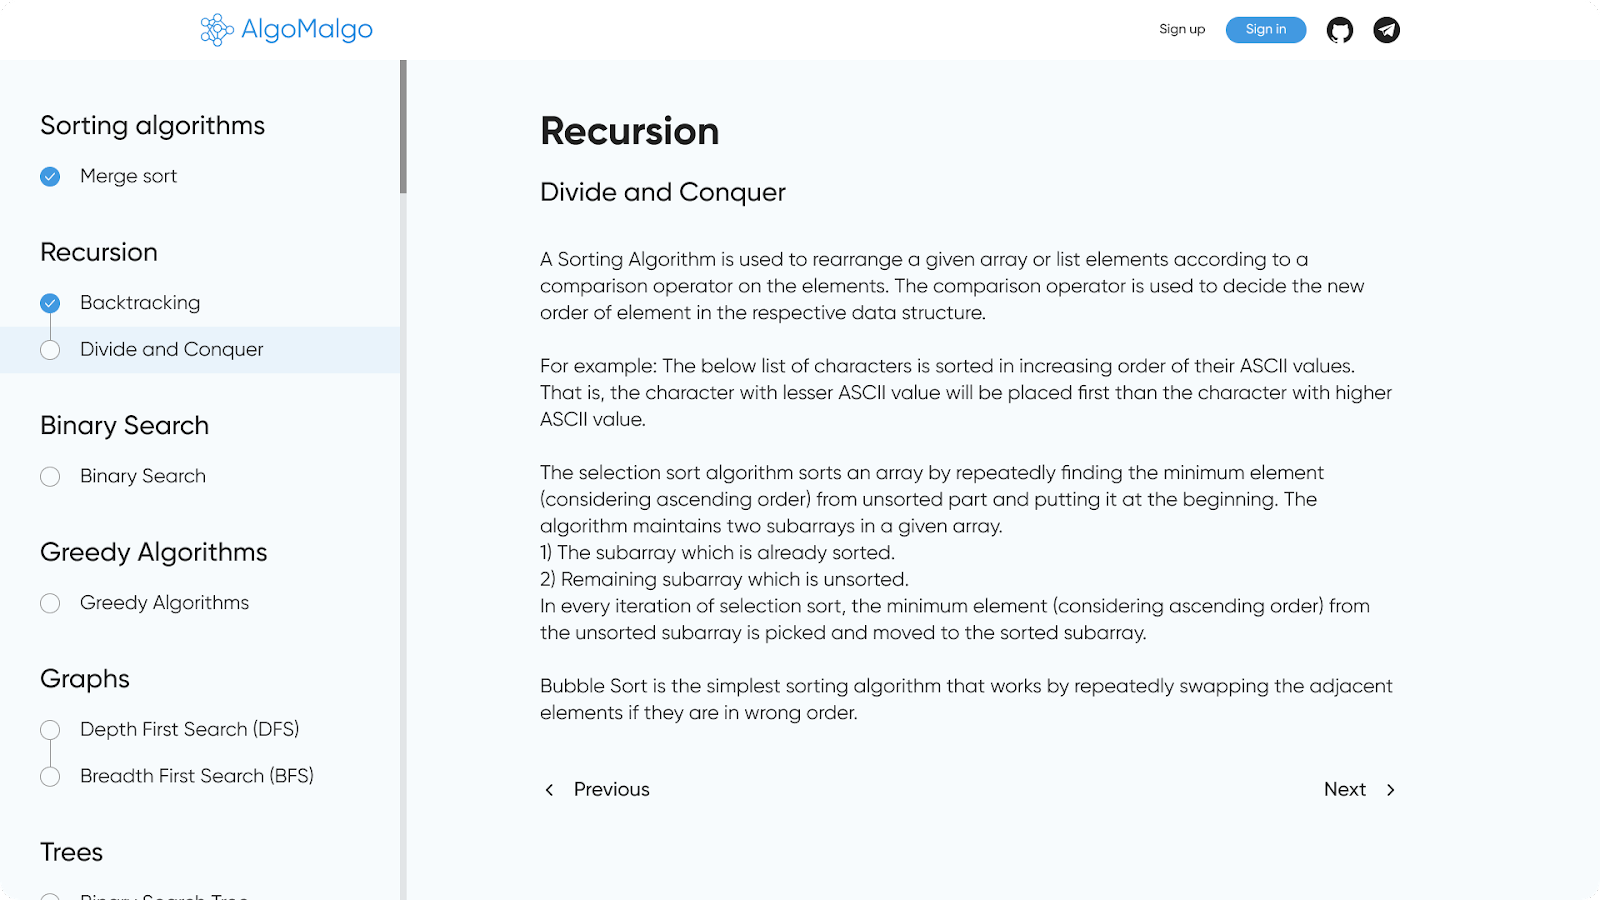 AlgoMalgo
Sign up
Sign in
Sorting algorithms
Merge sort
Recursion
Backtracking
Divide and Conquer
Binary Search
Binary Search
Greedy Algorithms
Greedy Algorithms
Graphs
Depth First Search (DFS)
Breadth First Search (BFS)
Trees
Binary Search Tree
Recursion
Divide and Conquer
A Sorting Algorithm is used to rearrange a given array or list elements according to a
comparison operator on the elements. The comparison operator is used to decide the new
order of element in the respective data structure.
For example: The below list of characters is sorted in increasing order of their ASCII values.
That is, the character with lesser ASCII value will be placed first than the character with higher
ASCII value.
The selection sort algorithm sorts an array by repeatedly finding the minimum element
(considering ascending order) from unsorted part and putting it at the beginning. The
algorithm maintains two subarrays in a given array.
1) The subarray which is already sorted.
2) Remaining subarray which is unsorted.
In every iteration of selection sort, the minimum element (considering ascending order) from
the unsorted subarray is picked and moved to the sorted subarray.
Bubble Sort is the simplest sorting algorithm that works by repeatedly swapping the adjacent
elements if they are in wrong order.
Previous
Next